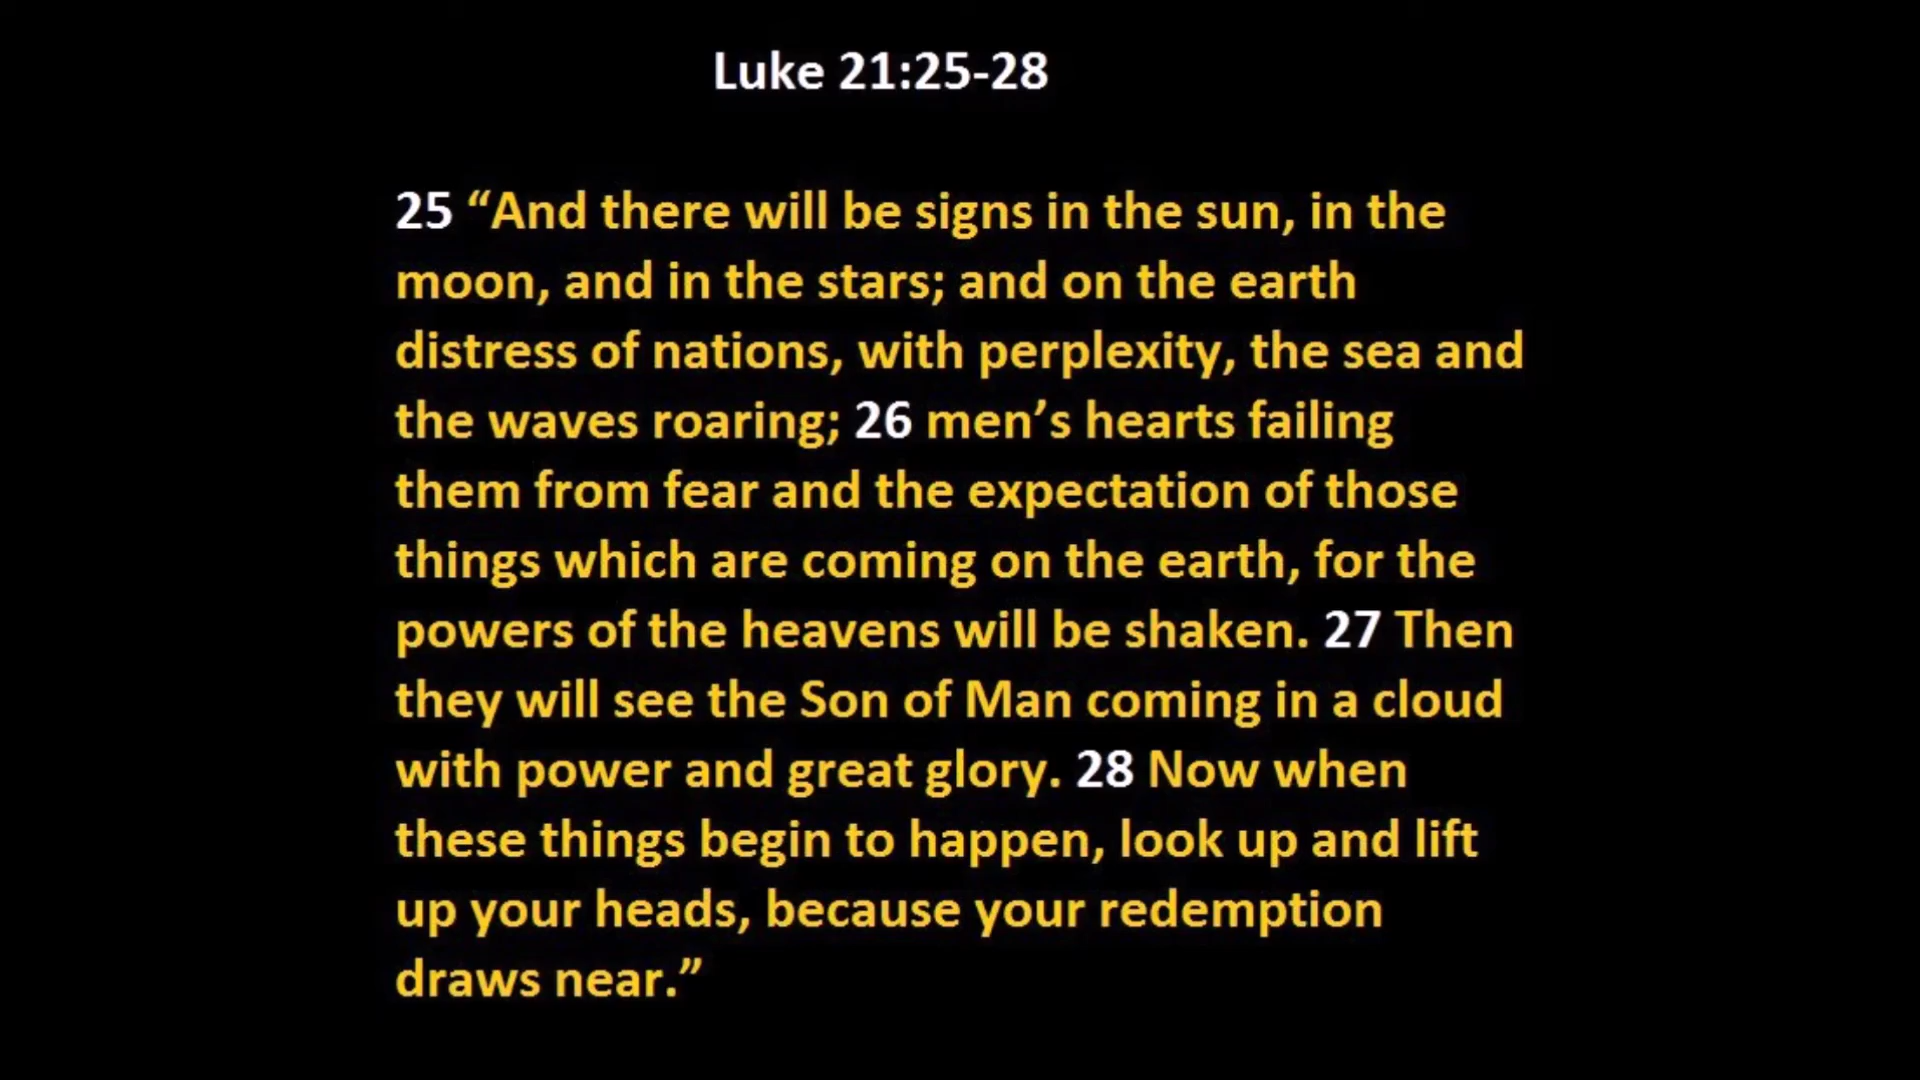 Luke 21:25-28
25 “And there will be signs in the sun, in the
moon, and in the stars; and on the earth
distress of nations, with perplexity, the sea and
the waves roaring; 26 men’s hearts failing
them from fear and the expectation of those
things which are coming on the earth, for the
powers of the heavens will be shaken. 27 Then
they will see the Son of Man coming in a cloud
with power and great glory. 28 Now when
these things begin to happen, look up and lift
up your heads, because your redemption
draws near.”